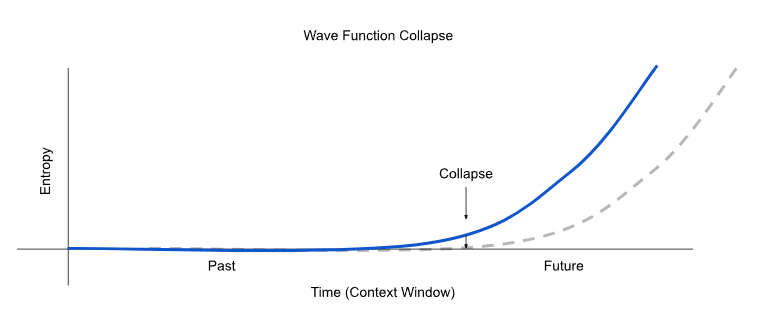 Wave Function Collapse
Entropy
Collapse
Past
Future
Time (Context Window)